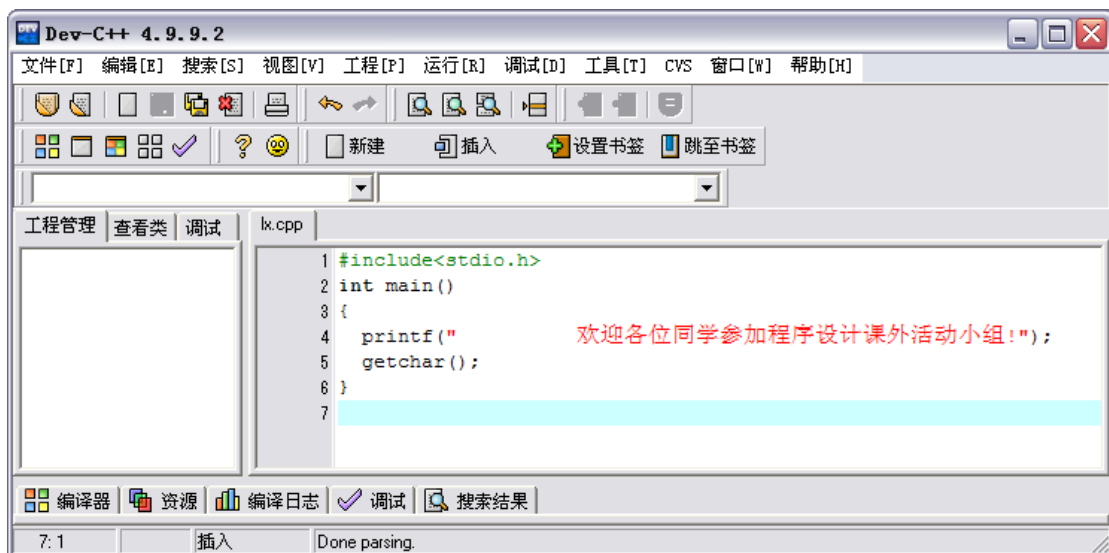 Dev-C++ 4.9.9.2
文件[F] 编辑[E] 搜索[S] 视图[V] 工程[P] 运行[R] 调试[D] 工具[T] CVS 窗口[W] 帮助[H]
新建 插入 设置书签 跳至书签
工程管理 查看类 调试 lx.cpp
1 #include<stdio.h>
2 int main()
3 {
4 printf("          欢迎各位同学参加程序设计课外活动小组!");
5 getchar();
6 }
7
编译器 资源 编译日志 调试 搜索结果
7: 1 插入 Done parsing.